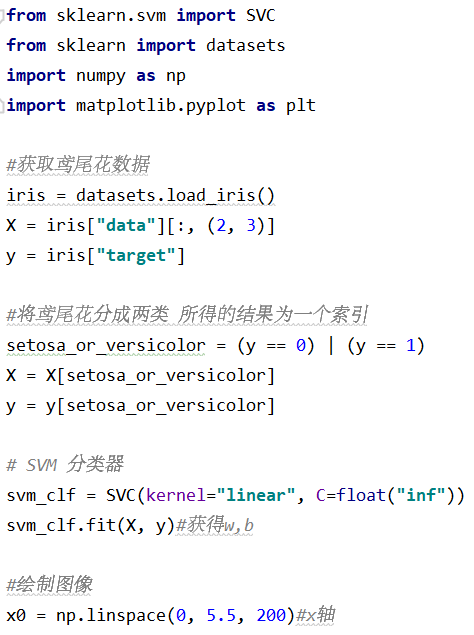 from sklearn.svm import SVC
from sklearn import datasets
import numpy as np
import matplotlib.pyplot as plt
#获取鸢尾花数据
iris = datasets.load_iris()
X = iris["data"][:, (2, 3)]
y = iris["target"]
#将鸢尾花分成两类 所得的结果为一个索引
setosa_or_versicolor = (y == 0) | (y == 1)
X = X[setosa_or_versicolor]
y = y[setosa_or_versicolor]
# SVM 分类器
svm_clf = SVC(kernel="linear", C=float("inf"))
svm_clf.fit(X, y)#获得w,b
#绘制图像
x0 = np.linspace(0, 5.5, 200)#x轴